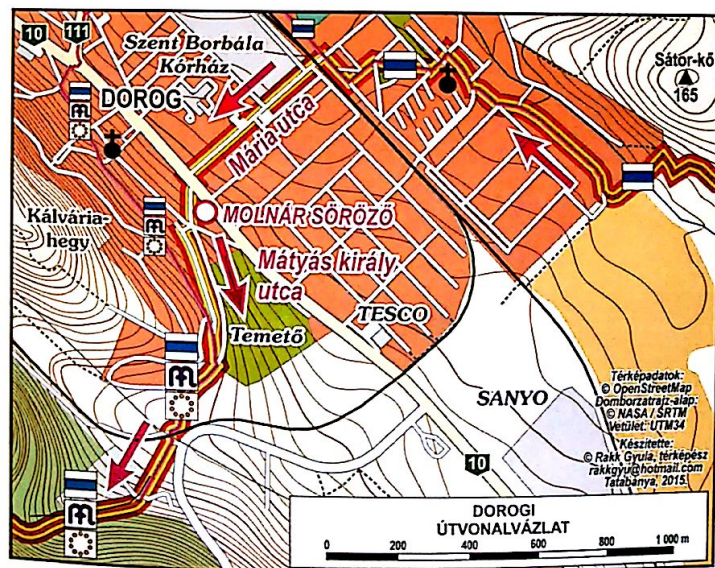 10
111
Szent Borbála
Kórház
Sátor-kő
165
DOROG
Mária utca
MOLNÁR SÖRÖZŐ
Kálvária-
hegy
Mátyás király
utca
TESCO
Temető
SANYO
Térképadatok:
© OpenStreetMap
Domborzatrajz-alap:
© NASA / SRTM
Vetület: UTM34
Készítette:
© Rakk Gyula, térképész
rakkgyu@hotmail.com
Tatabánya, 2015.
10
DOROGI
ÚTVONALVÁZLAT
0 200 400 600 800 1 000 m